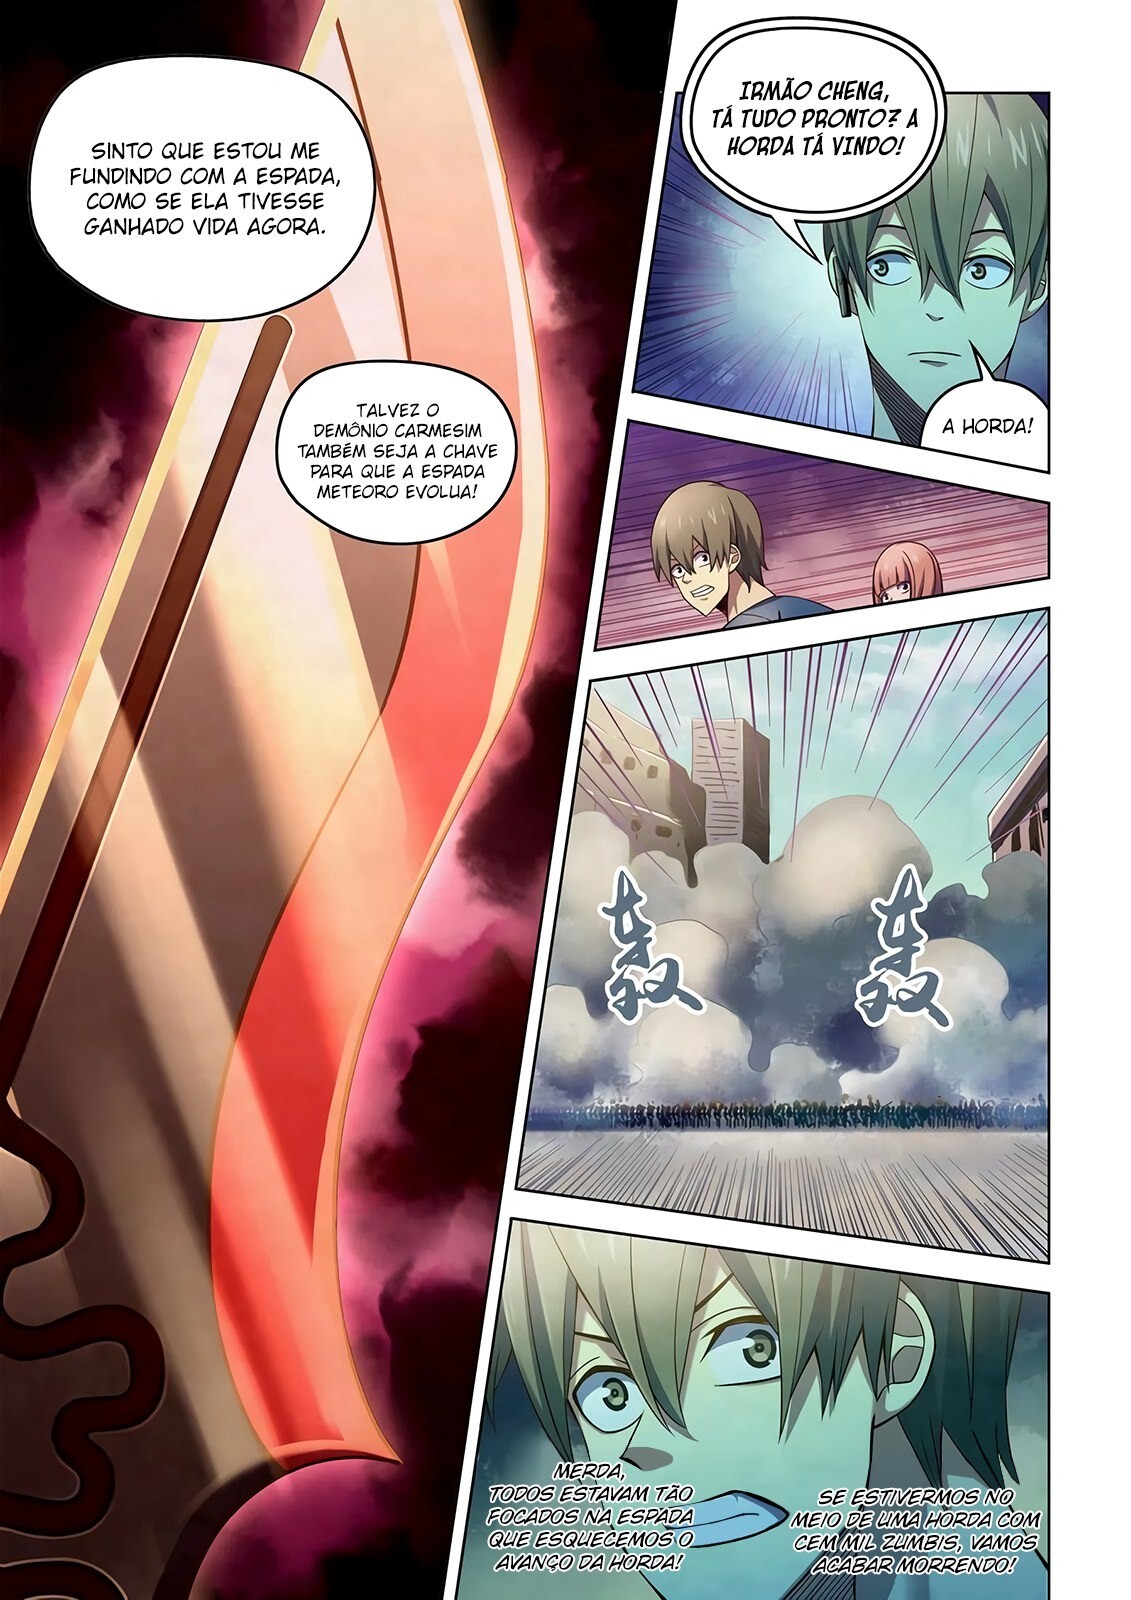 SINTO QUE ESTOU ME
FUNDINDO COM A ESPADA,
COMO SE ELA TIVESSE
GANHADO VIDA AGORA.
TALVEZ O
DEMÔNIO CARMESIM
TAMBÉM SEJA A CHAVE
PARA QUE A ESPADA
METEORO EVOLUA!
IRMÃO CHENG,
TÁ TUDO PRONTO? A
HORDA TÁ VINDO!
A HORDA!
轰
轰
MERDA,
TODOS ESTAVAM TÃO
FOCADOS NA ESPADA
QUE ESQUECEMOS O
AVANÇO DA HORDA!
SE ESTIVERMOS NO
MEIO DE UMA HORDA COM
CEM MIL ZUMBIS, VAMOS
ACABAR MORRENDO!